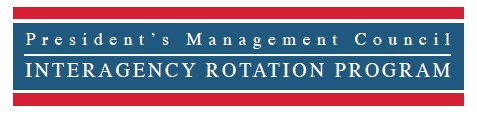 President’s Management Council
INTERAGENCY ROTATION PROGRAM